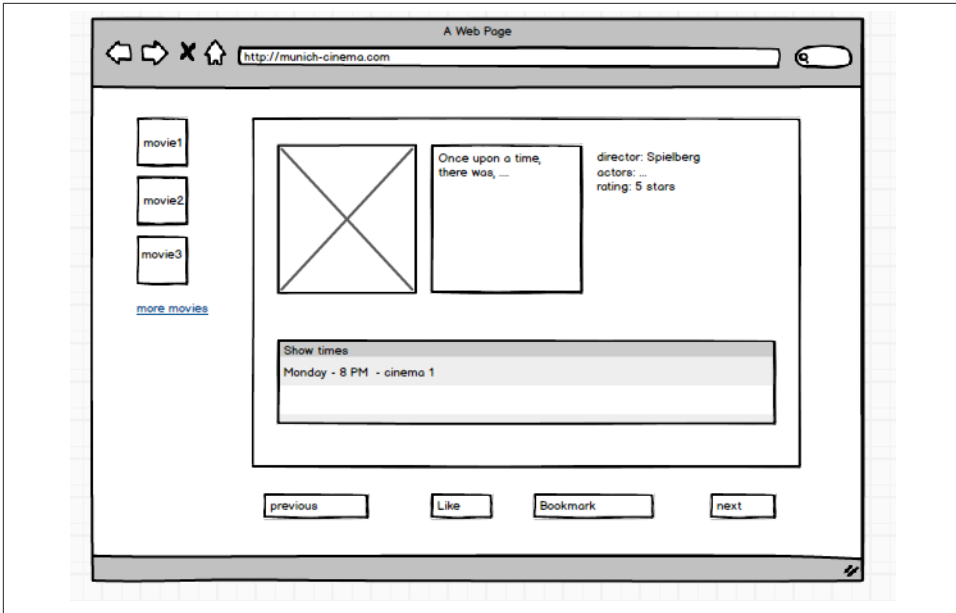 A Web Page
http://munich-cinema.com
movie1
movie2
movie3
more movies
Once upon a time,
there was, ...
director: Spielberg
actors: ...
rating: 5 stars
Show times
Monday - 8 PM - cinema 1
previous
Like
Bookmark
next